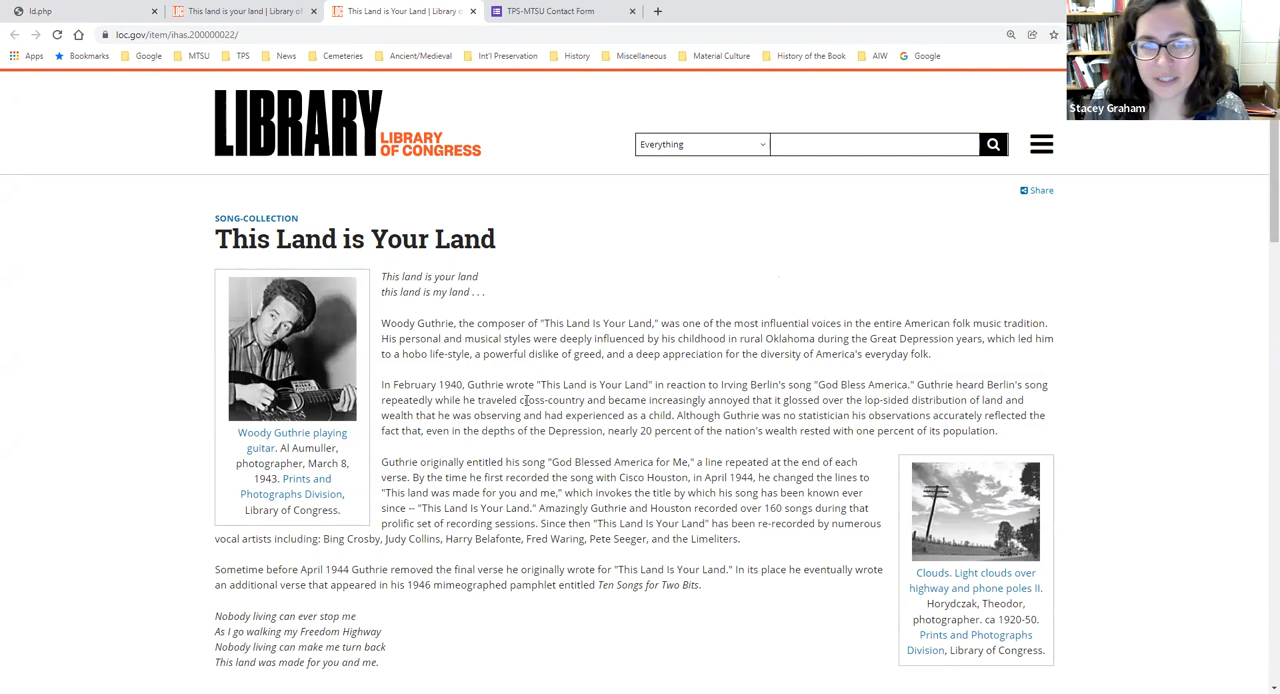 ld.php
This land is your land | Library of
This Land is Your Land | Library o
TPS-MTSU Contact Form
loc.gov/item/ihas.200000022/
Apps
Bookmarks
Google
MTSU
TPS
News
Cemeteries
Ancient/Medieval
Int'l Preservation
History
Miscellaneous
Material Culture
History of the Book
AIW
Google
Stacey Graham
LIBRARY
LIBRARY
OF CONGRESS
Everything
Share
SONG-COLLECTION
This Land is Your Land
This land is your land
this land is my land . . .
Woody Guthrie, the composer of "This Land Is Your Land," was one of the most influential voices in the entire American folk music tradition.
His personal and musical styles were deeply influenced by his childhood in rural Oklahoma during the Great Depression years, which led him
to a hobo life-style, a powerful dislike of greed, and a deep appreciation for the diversity of America's everyday folk.
In February 1940, Guthrie wrote "This Land is Your Land" in reaction to Irving Berlin's song "God Bless America." Guthrie heard Berlin's song
repeatedly while he traveled cross-country and became increasingly annoyed that it glossed over the lop-sided distribution of land and
wealth that he was observing and had experienced as a child. Although Guthrie was no statistician his observations accurately reflected the
fact that, even in the depths of the Depression, nearly 20 percent of the nation's wealth rested with one percent of its population.
Woody Guthrie playing
guitar. Al Aumuller,
photographer, March 8,
1943. Prints and
Photographs Division,
Library of Congress.
Guthrie originally entitled his song "God Blessed America for Me," a line repeated at the end of each
verse. By the time he first recorded the song with Cisco Houston, in April 1944, he changed the lines to
"This land was made for you and me," which invokes the title by which his song has been known ever
since -- "This Land Is Your Land." Amazingly Guthrie and Houston recorded over 160 songs during that
prolific set of recording sessions. Since then "This Land Is Your Land" has been re-recorded by numerous
vocal artists including: Bing Crosby, Judy Collins, Harry Belafonte, Fred Waring, Pete Seeger, and the Limeliters.
Sometime before April 1944 Guthrie removed the final verse he originally wrote for "This Land Is Your Land." In its place he eventually wrote
an additional verse that appeared in his 1946 mimeographed pamphlet entitled Ten Songs for Two Bits.
Clouds. Light clouds over
highway and phone poles II.
Horydczak, Theodor,
photographer. ca 1920-50.
Prints and Photographs
Division, Library of Congress.
Nobody living can ever stop me
As I go walking my Freedom Highway
Nobody living can make me turn back
This land was made for you and me.